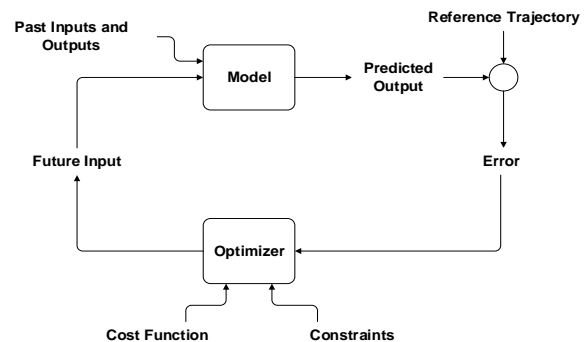 Reference Trajectory
Past Inputs and
Outputs
Model
Predicted
Output
Future Input
Error
Optimizer
Cost Function
Constraints